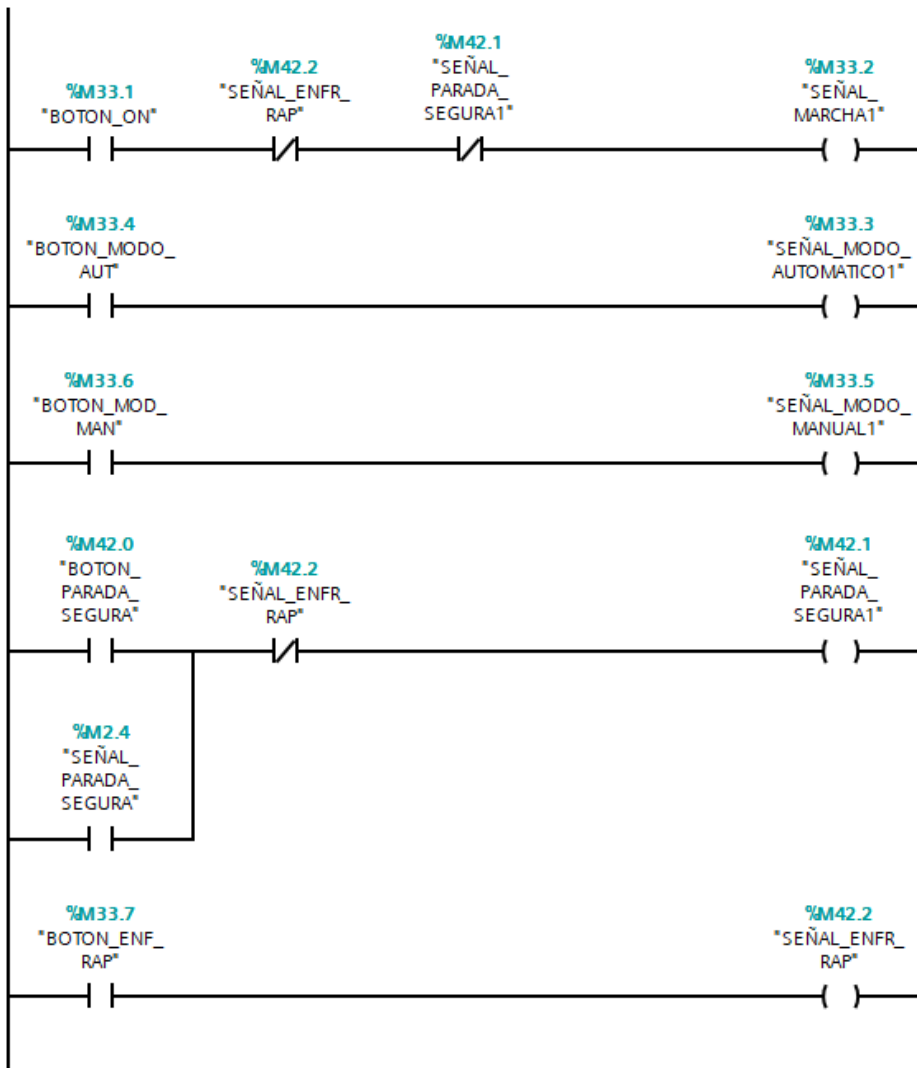 %M33.1
"BOTON_ON"
%M42.2
"SEÑAL_ENFR_
RAP"
%M42.1
"SEÑAL_
PARADA_
SEGURA1"
%M33.2
"SEÑAL_
MARCHA1"
%M33.4
"BOTON_MODO_
AUT"
%M33.3
"SEÑAL_MODO_
AUTOMATICO1"
%M33.6
"BOTON_MOD_
MAN"
%M33.5
"SEÑAL_MODO_
MANUAL1"
%M42.0
"BOTON_
PARADA_
SEGURA"
%M42.2
"SEÑAL_ENFR_
RAP"
%M42.1
"SEÑAL_
PARADA_
SEGURA1"
%M2.4
"SEÑAL_
PARADA_
SEGURA"
%M33.7
"BOTON_ENF_
RAP"
%M42.2
"SEÑAL_ENFR_
RAP"